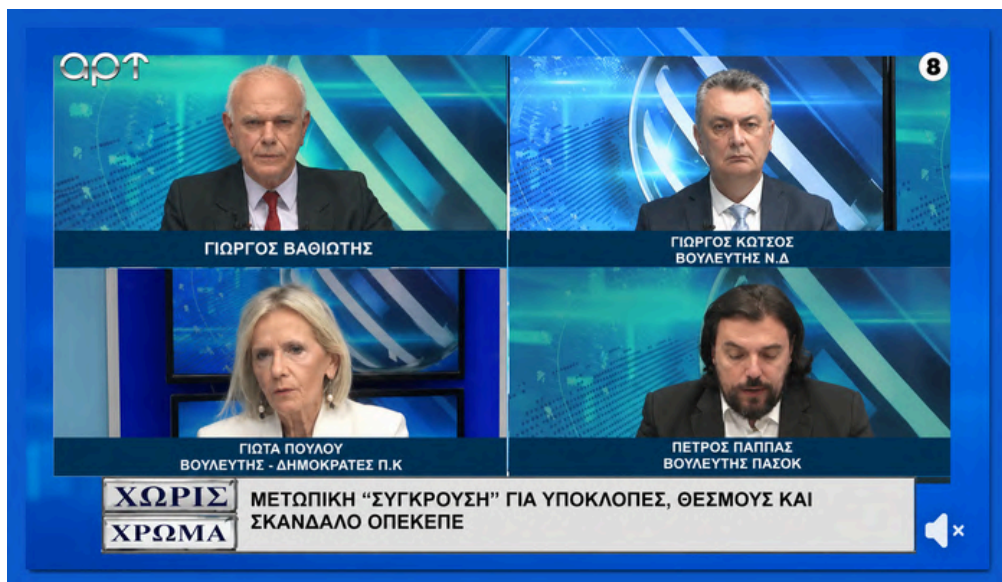 αρτ
8
ΓΙΩΡΓΟΣ ΒΑΘΙΩΤΗΣ
ΓΙΩΡΓΟΣ ΚΩΤΣΟΣ
ΒΟΥΛΕΥΤΗΣ Ν.Δ
ΓΙΩΤΑ ΠΟΥΛΟΥ
ΒΟΥΛΕΥΤΗΣ - ΔΗΜΟΚΡΑΤΕΣ Π.Κ
ΠΕΤΡΟΣ ΠΑΠΠΑΣ
ΒΟΥΛΕΥΤΗΣ ΠΑΣΟΚ
ΧΩΡΙΣ
ΧΡΩΜΑ
ΜΕΤΩΠΙΚΗ “ΣΥΓΚΡΟΥΣΗ” ΓΙΑ ΥΠΟΚΛΟΠΕΣ, ΘΕΣΜΟΥΣ ΚΑΙ
ΣΚΑΝΔΑΛΟ ΟΠΕΚΕΠΕ